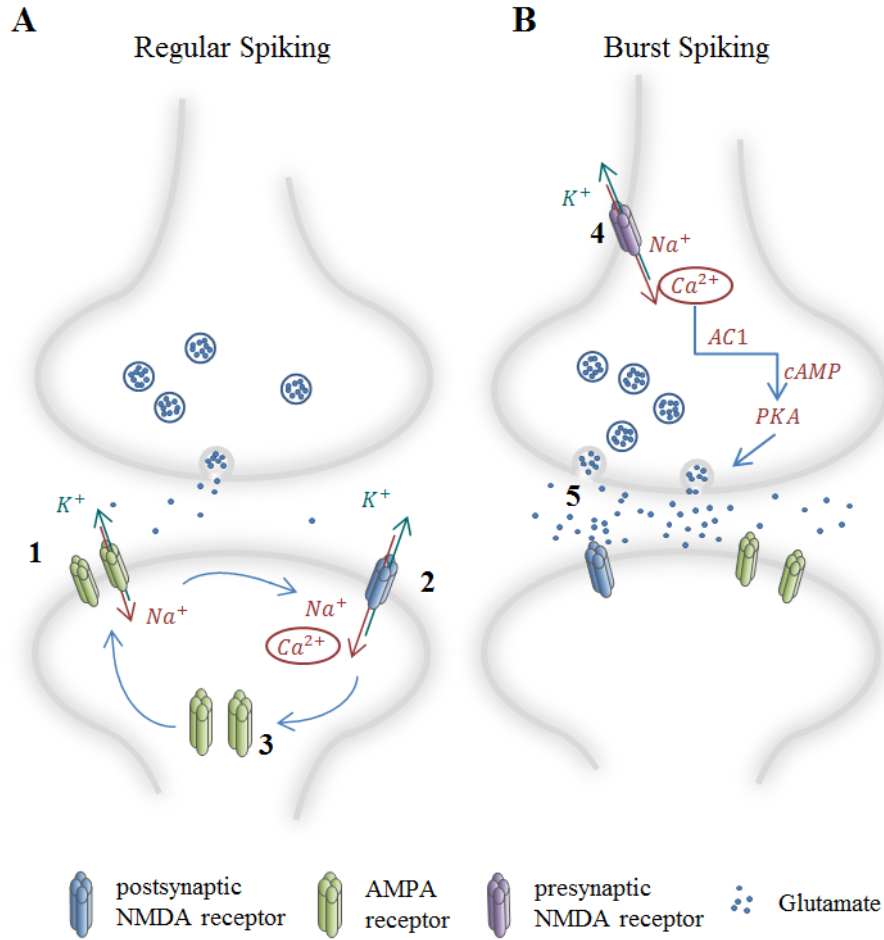 A
Regular Spiking
K⁺
K⁺
1
2
Na⁺
Na⁺
Ca²⁺
3
B
Burst Spiking
K⁺
4
Na⁺
Ca²⁺
AC1
cAMP
PKA
5
postsynaptic
NMDA receptor
AMPA
receptor
presynaptic
NMDA receptor
Glutamate